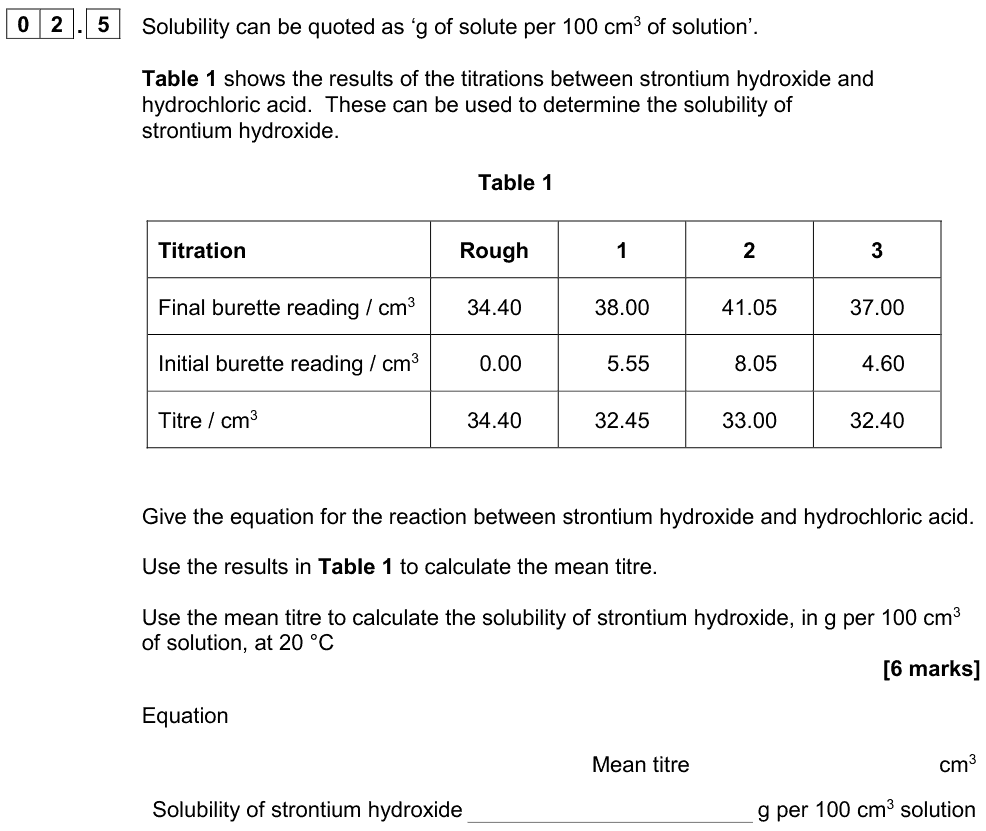 0 2 . 5 Solubility can be quoted as ‘g of solute per 100 cm³ of solution’.
Table 1 shows the results of the titrations between strontium hydroxide and
hydrochloric acid. These can be used to determine the solubility of
strontium hydroxide.
Table 1
Titration Rough 1 2 3
Final burette reading / cm³ 34.40 38.00 41.05 37.00
Initial burette reading / cm³ 0.00 5.55 8.05 4.60
Titre / cm³ 34.40 32.45 33.00 32.40
Give the equation for the reaction between strontium hydroxide and hydrochloric acid.
Use the results in Table 1 to calculate the mean titre.
Use the mean titre to calculate the solubility of strontium hydroxide, in g per 100 cm³
of solution, at 20 °C
[6 marks]
Equation
Mean titre cm³
Solubility of strontium hydroxide g per 100 cm³ solution